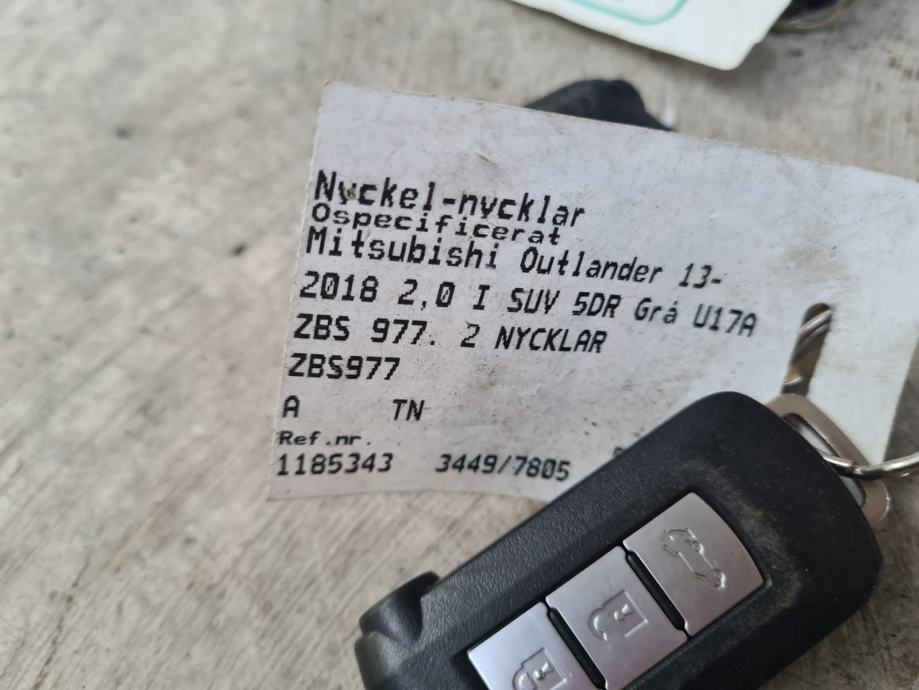 Nyckel-nycklar
Ospecificerat
Mitsubishi Outlander 13-
2018 2,0 I SUV 5DR Grå U17A
ZBS 977. 2 NYCKLAR
ZBS977
A TN
Ref.nr.
1185343 3449/7805